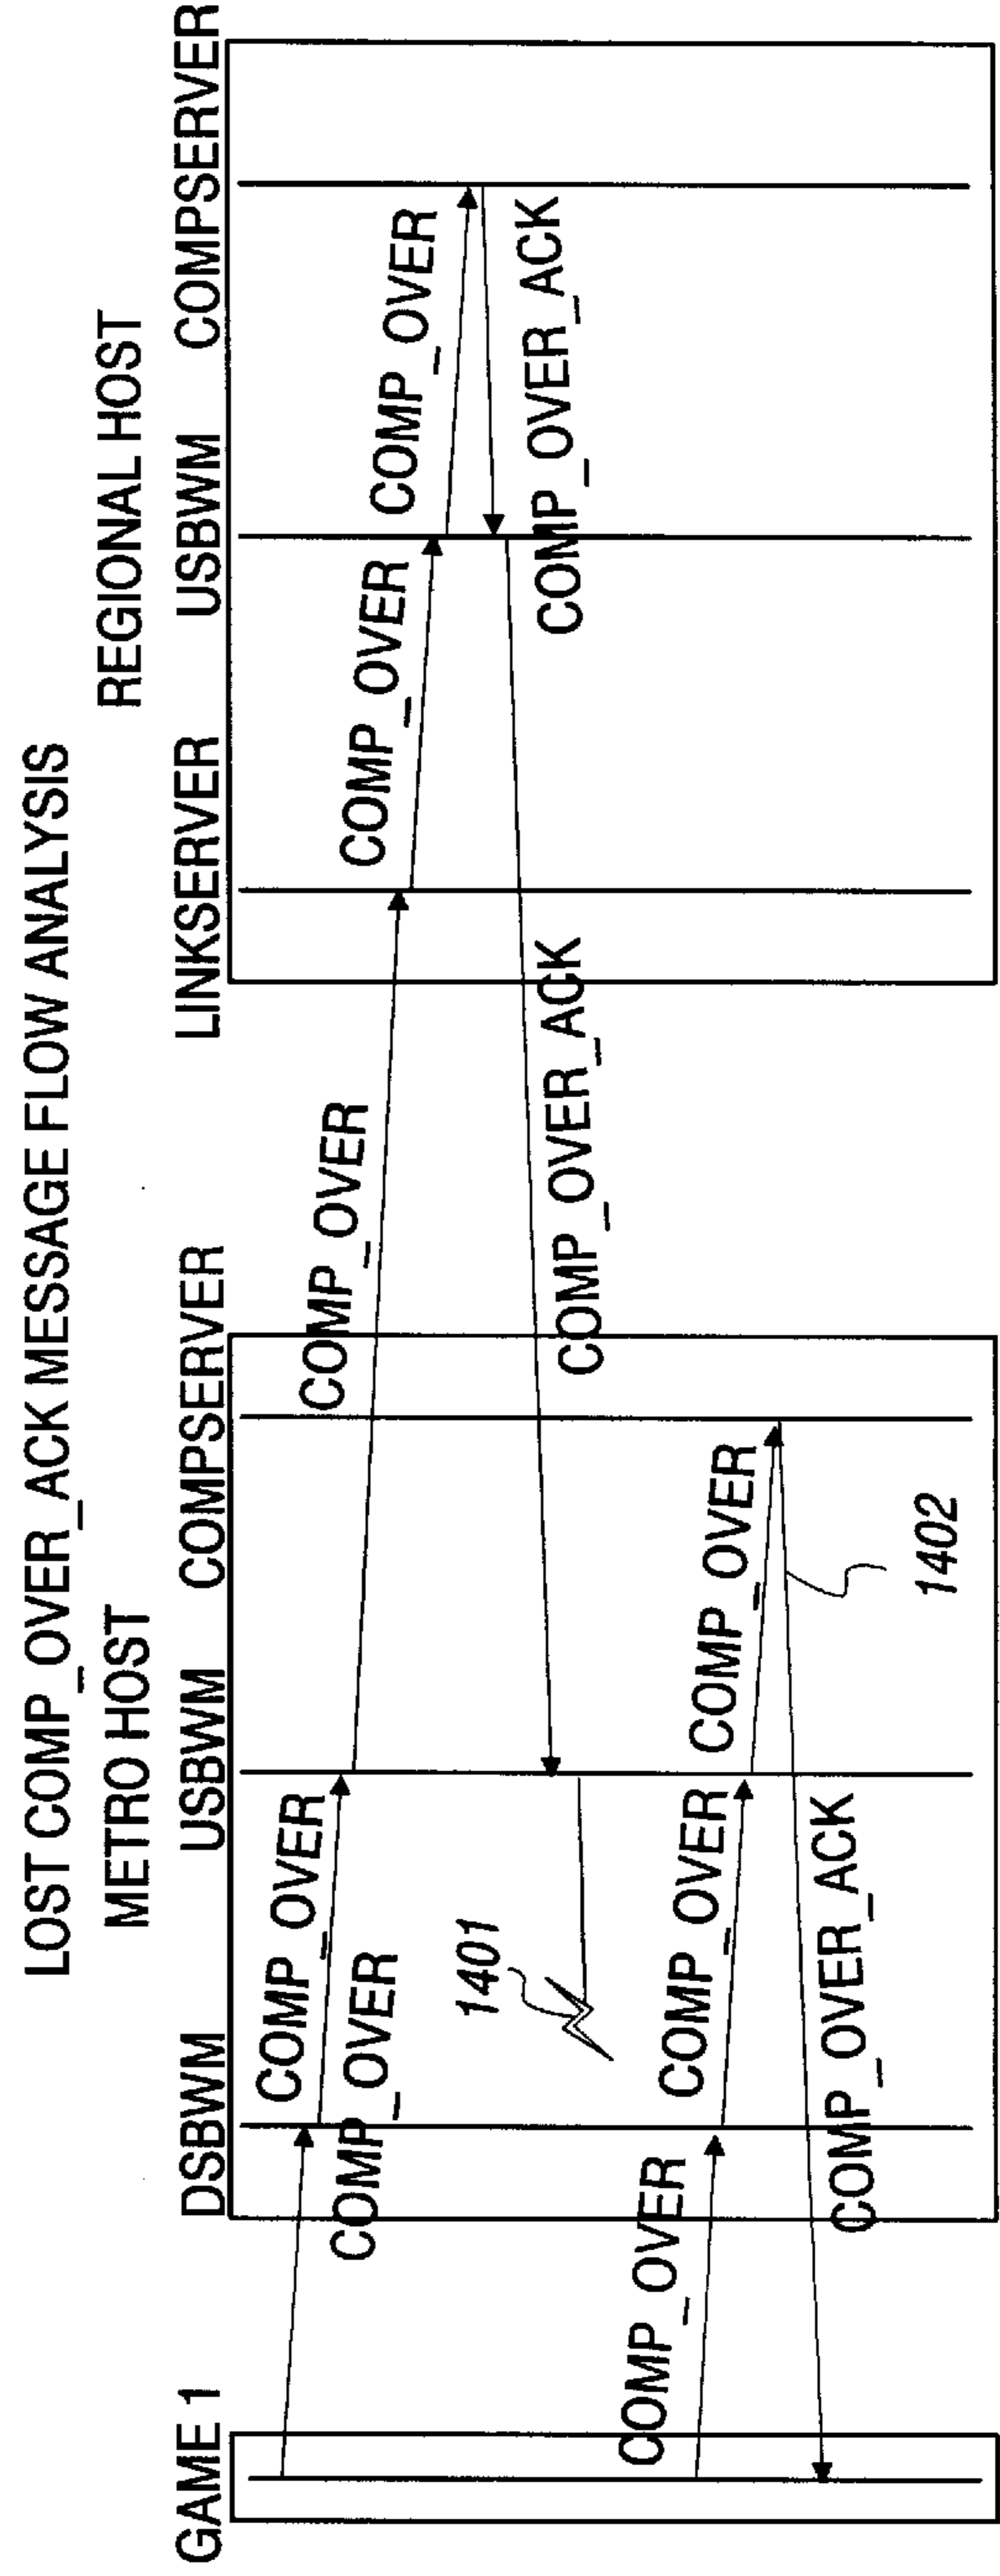 LOST COMP_OVER_ACK MESSAGE FLOW ANALYSIS
METRO HOST
REGIONAL HOST
GAME 1
DSBWM
USBWM
COMPSERVER
LINKSERVER
USBWM
COMPSERVER
COMP_OVER
COMP_OVER
COMP_OVER
COMP_OVER
COMP_OVER
COMP_OVER_ACK
COMP_OVER_ACK
1401
COMP_OVER
COMP_OVER
COMP_OVER
COMP_OVER_ACK
1402